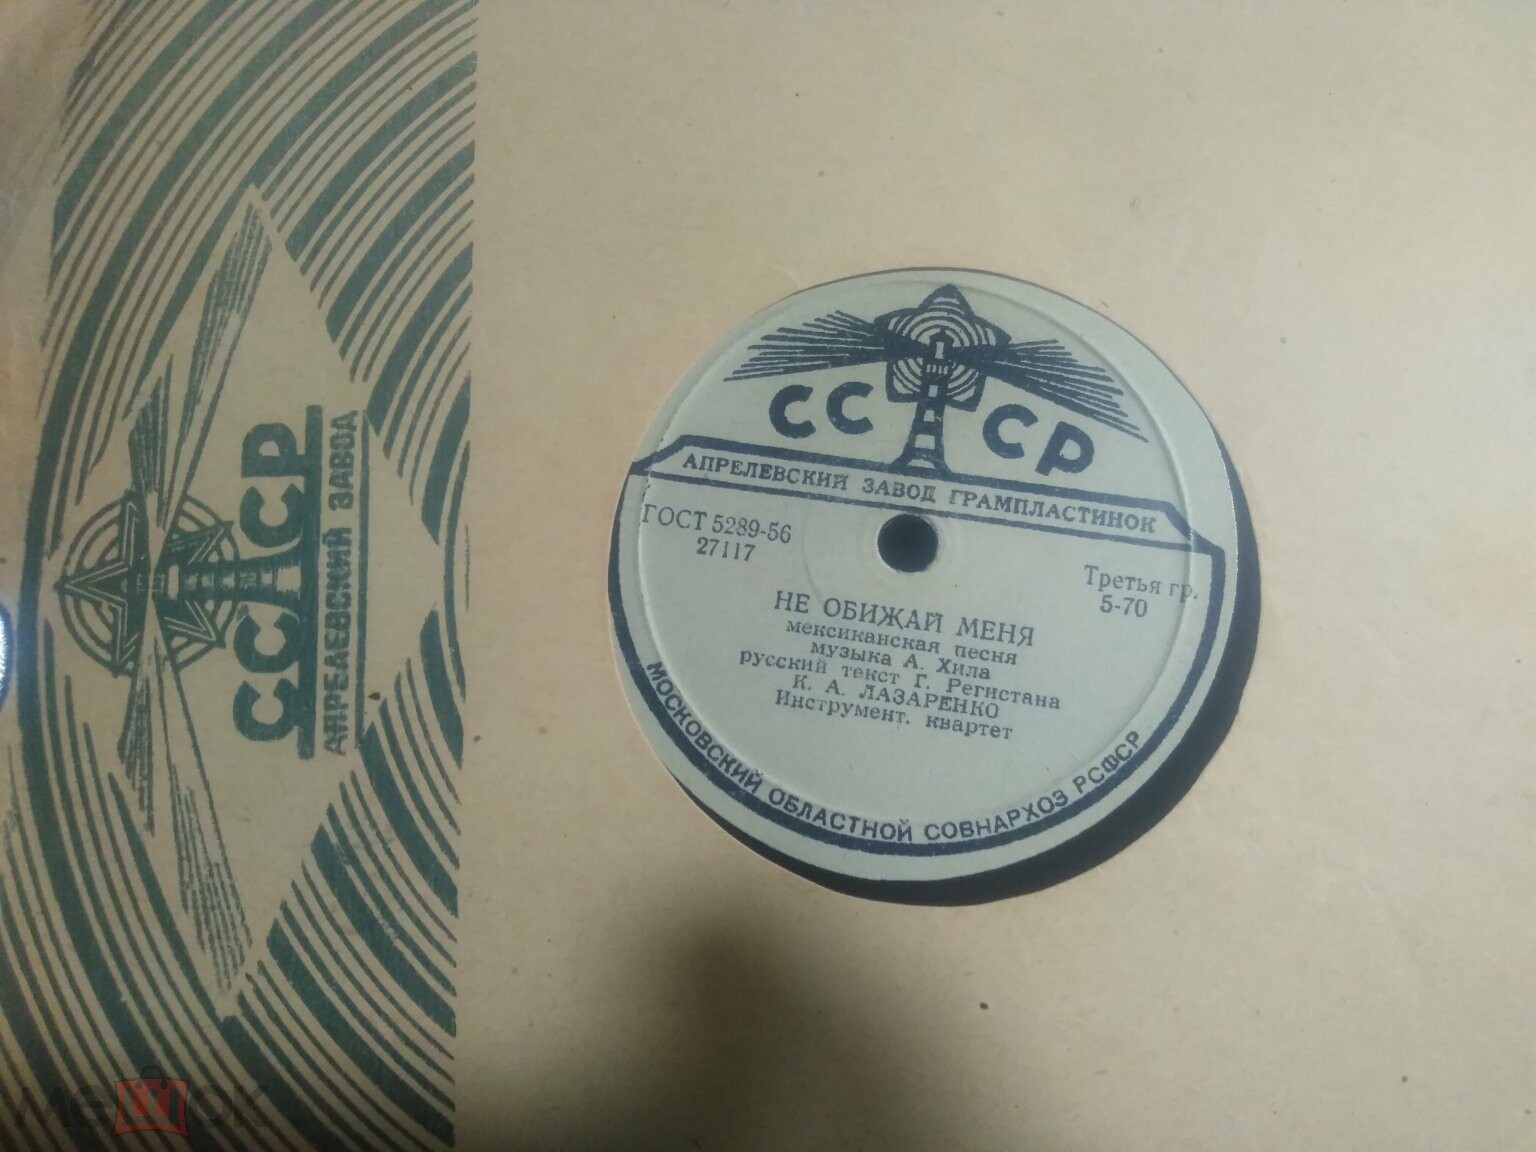 СССР
АПРЕЛЕВСКИЙ ЗАВОД
СССР
АПРЕЛЕВСКИЙ ЗАВОД ГРАМПЛАСТИНОК
ГОСТ 5289-56
27117
Третья гр.
5-70
НЕ ОБИЖАЙ МЕНЯ
мексиканская песня
музыка А. Хила
русский текст Г. Регистана
К. А. ЛАЗАРЕНКО
Инструмент. квартет
МОСКОВСКИЙ ОБЛАСТНОЙ СОВНАРХОЗ РСФСР
мешок